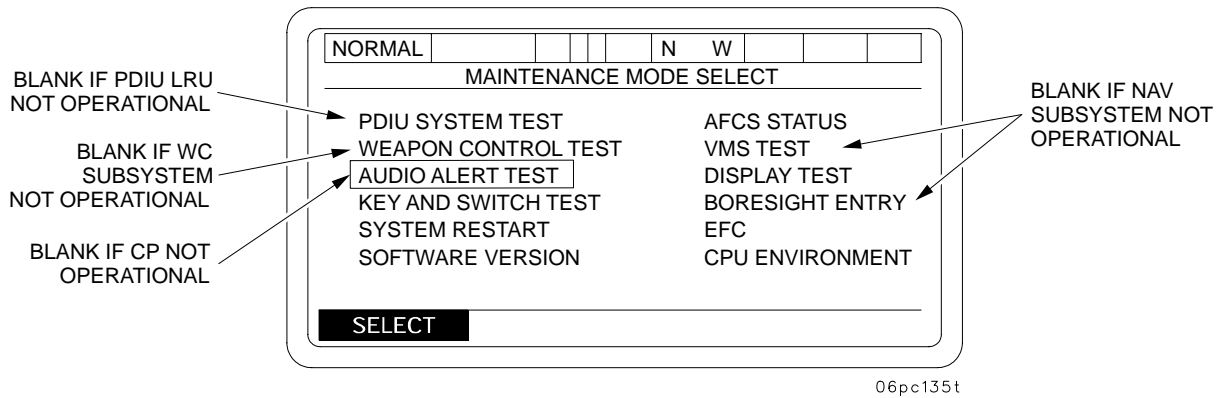 NORMAL N W
MAINTENANCE MODE SELECT
BLANK IF PDIU LRU
NOT OPERATIONAL
BLANK IF WC
SUBSYSTEM
NOT OPERATIONAL
BLANK IF CP NOT
OPERATIONAL
PDIU SYSTEM TEST
WEAPON CONTROL TEST
AUDIO ALERT TEST
KEY AND SWITCH TEST
SYSTEM RESTART
SOFTWARE VERSION
AFCS STATUS
VMS TEST
DISPLAY TEST
BORESIGHT ENTRY
EFC
CPU ENVIRONMENT
BLANK IF NAV
SUBSYSTEM NOT
OPERATIONAL
SELECT
06pc135t